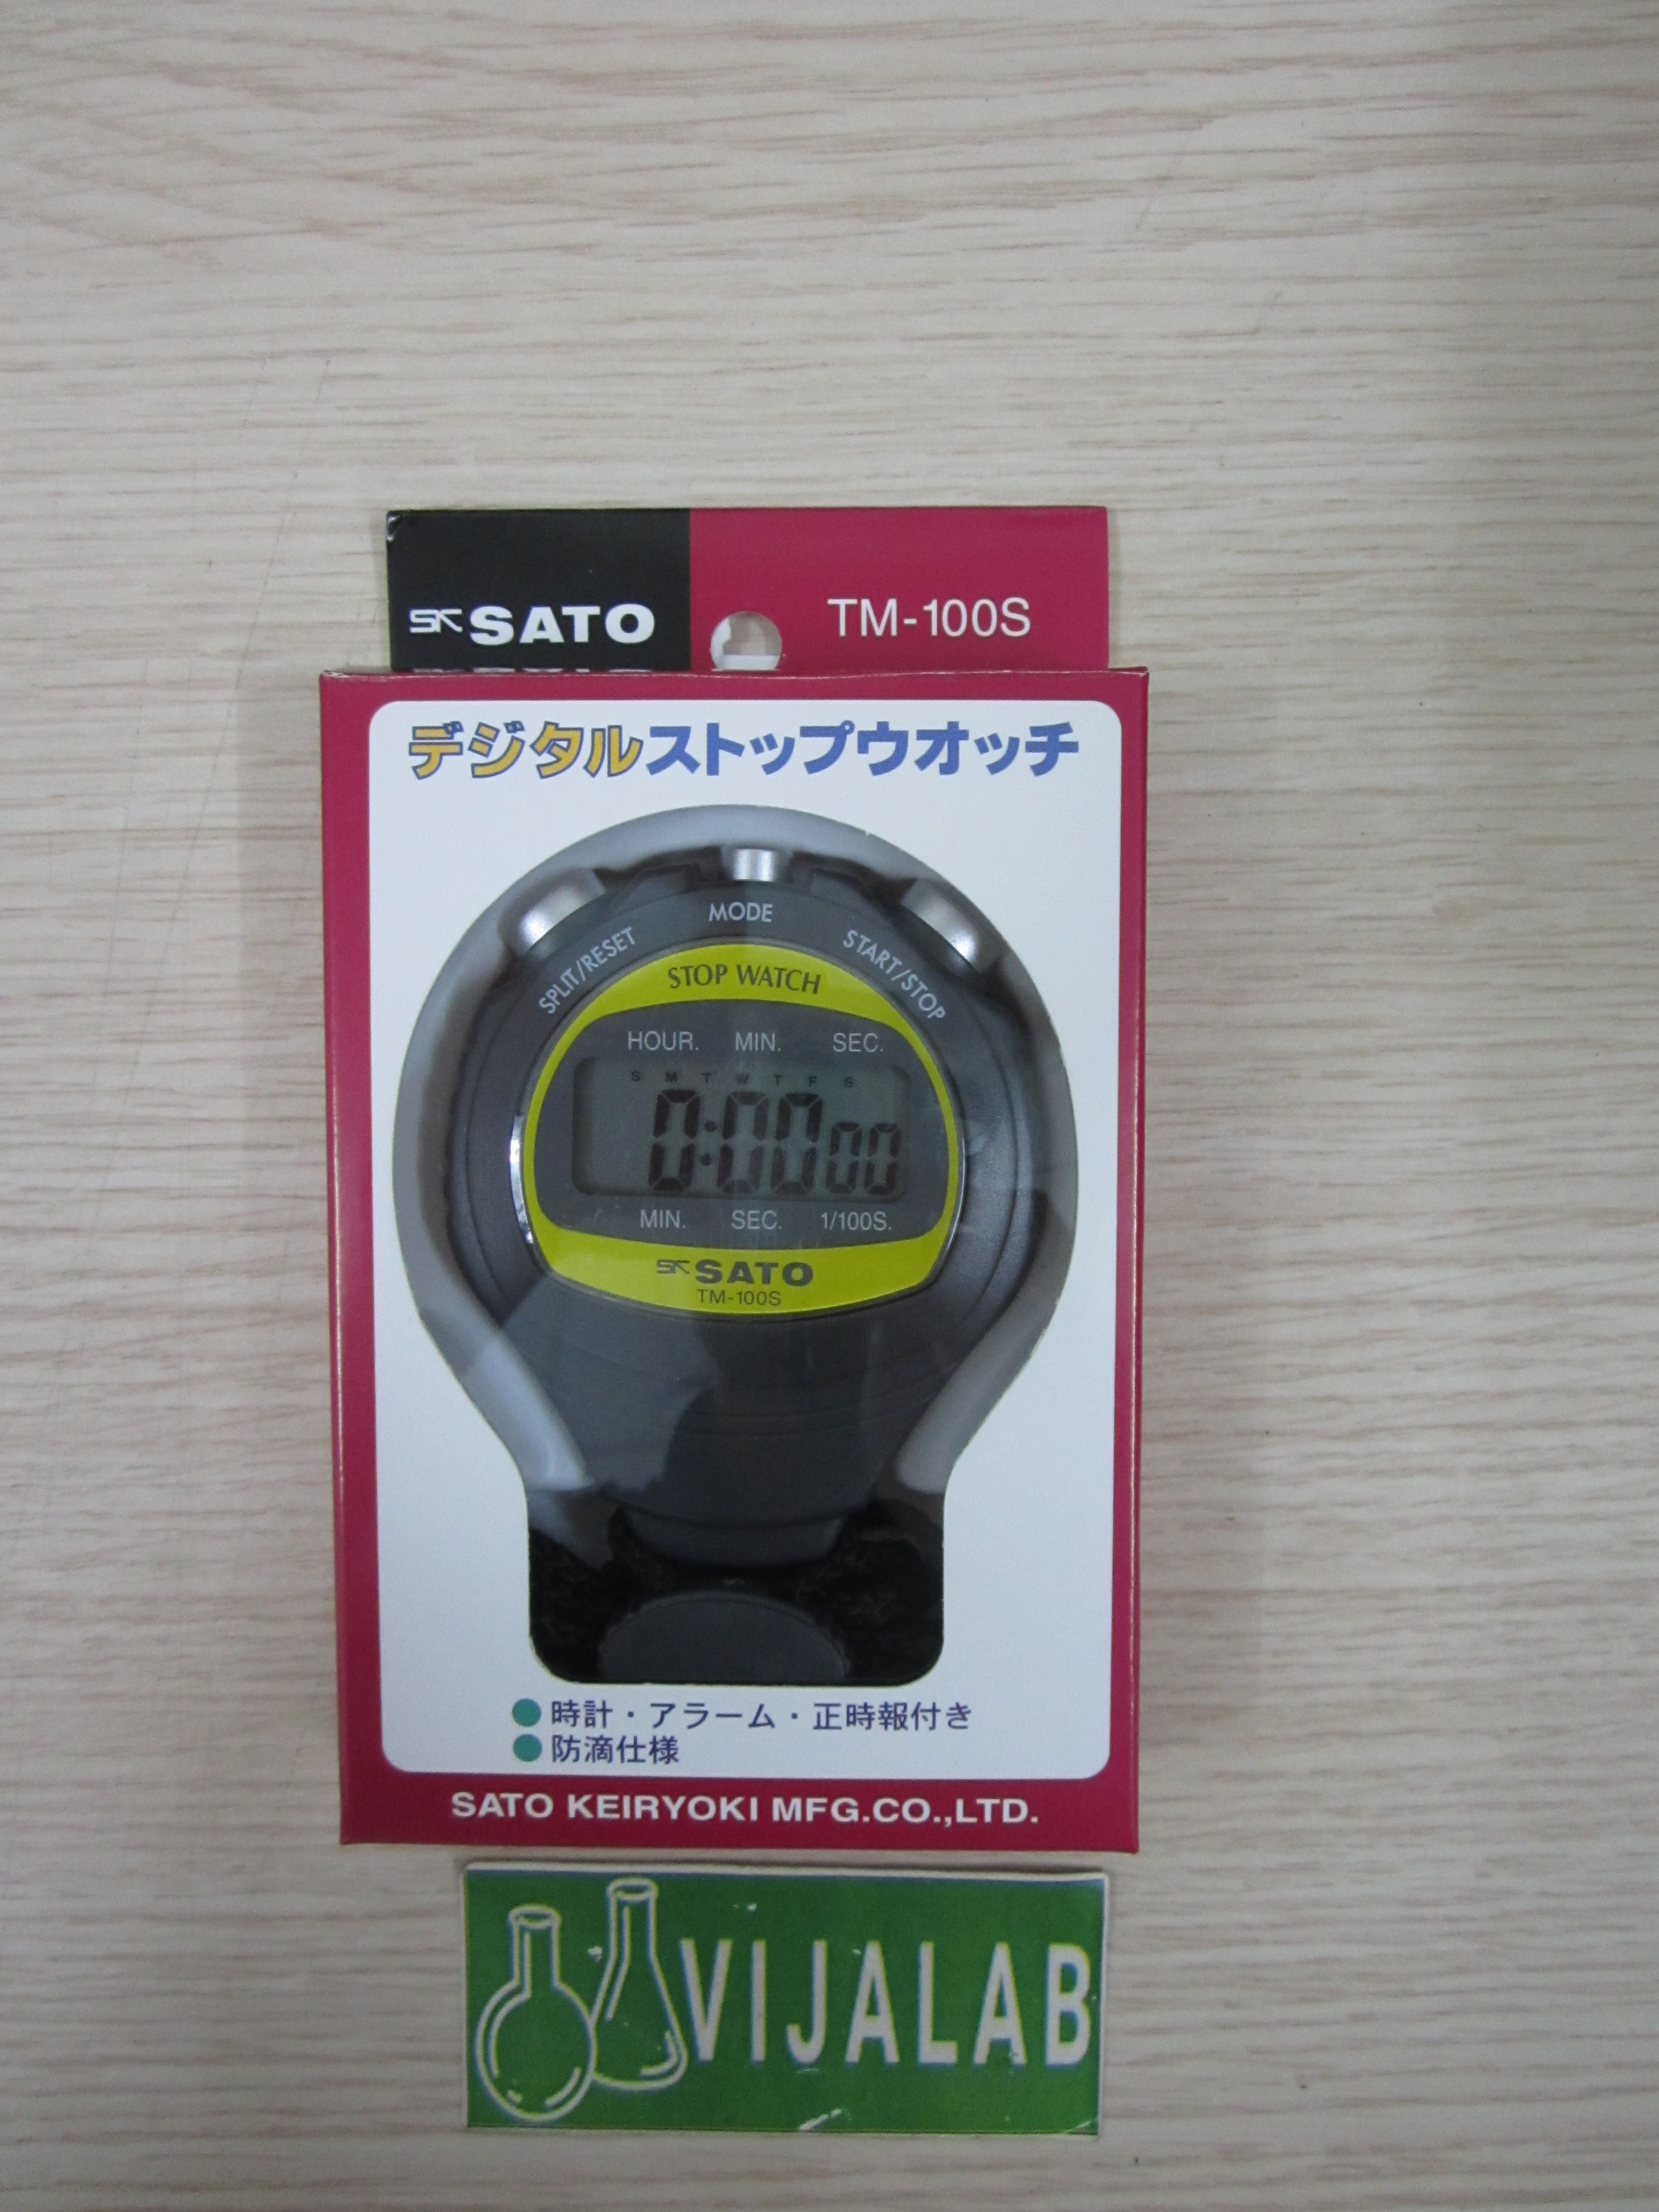 SK SATO
TM-100S
デジタルストップウオッチ
MODE
SPLIT/RESET
START/STOP
STOP WATCH
HOUR. MIN. SEC.
S M T W T F S
0:00 00
MIN. SEC. 1/100S.
SK SATO
TM-100S
●時計・アラーム・正時報付き
●防滴仕様
SATO KEIRYOKI MFG.CO.,LTD.
VIJALAB